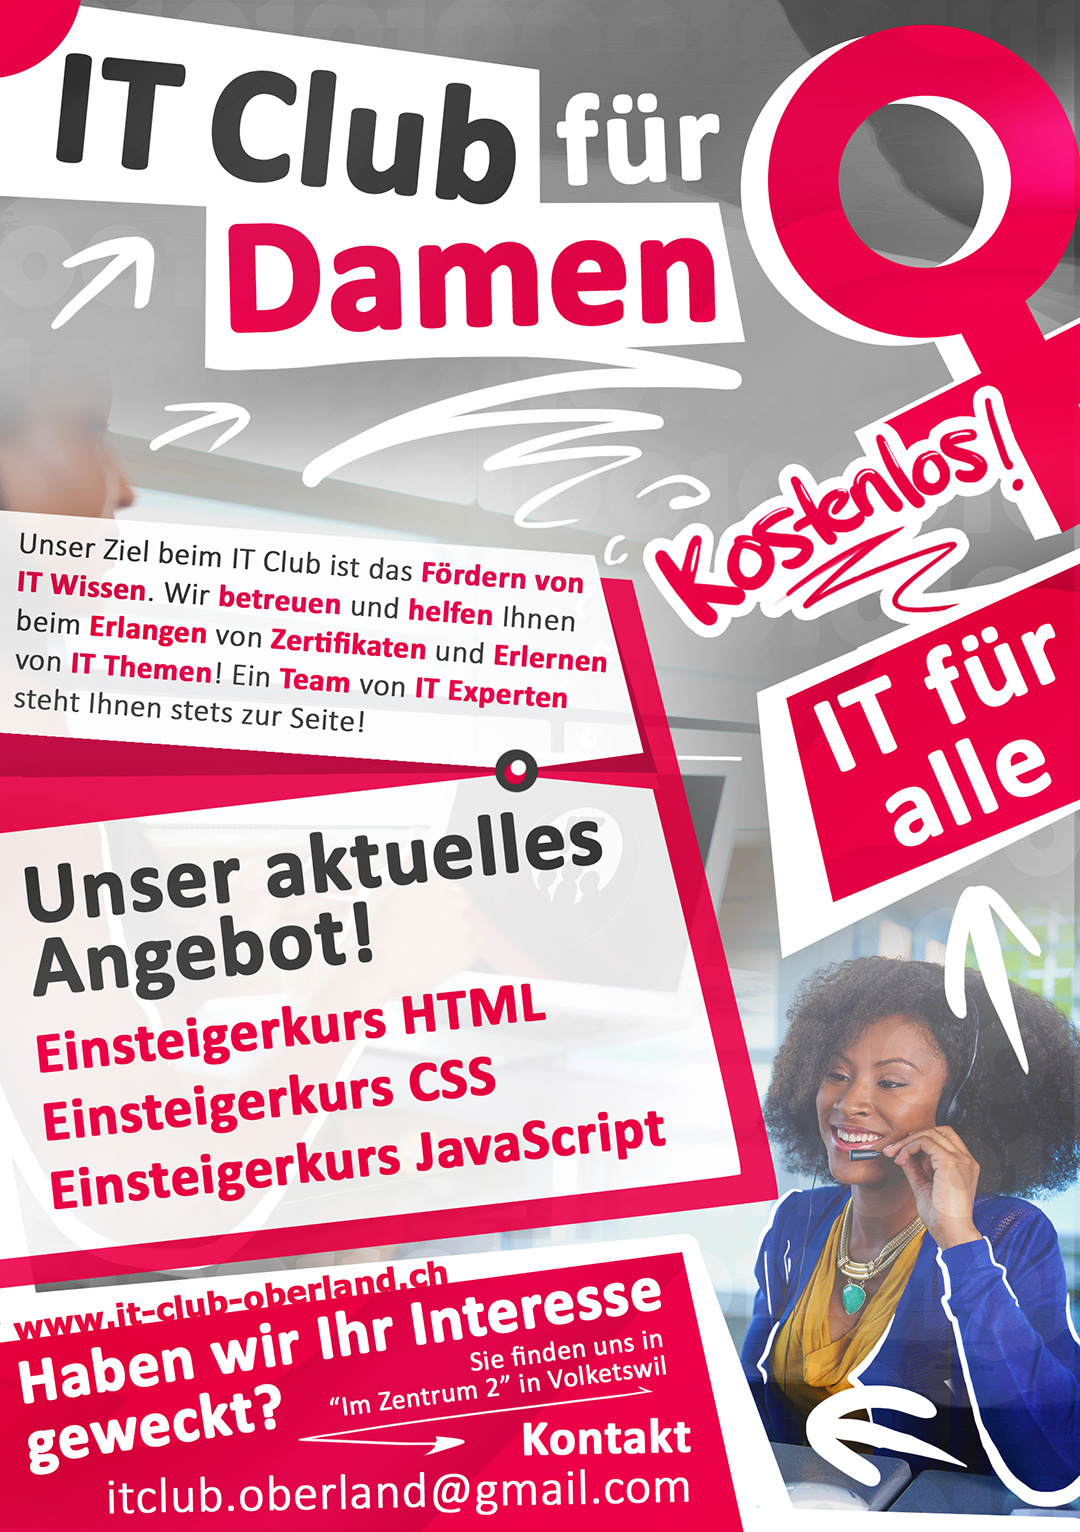 IT Club für
Damen
Kostenlos!
Unser Ziel beim IT Club ist das Fördern von
IT Wissen. Wir betreuen und helfen Ihnen
beim Erlangen von Zertifikaten und Erlernen
von IT Themen! Ein Team von IT Experten
steht Ihnen stets zur Seite!
IT für
alle
Unser aktuelles
Angebot!
Einsteigerkurs HTML
Einsteigerkurs CSS
Einsteigerkurs JavaScript
www.it-club-oberland.ch
Haben wir Ihr Interesse
geweckt?
Sie finden uns in
“Im Zentrum 2” in Volketswil
Kontakt
itclub.oberland@gmail.com